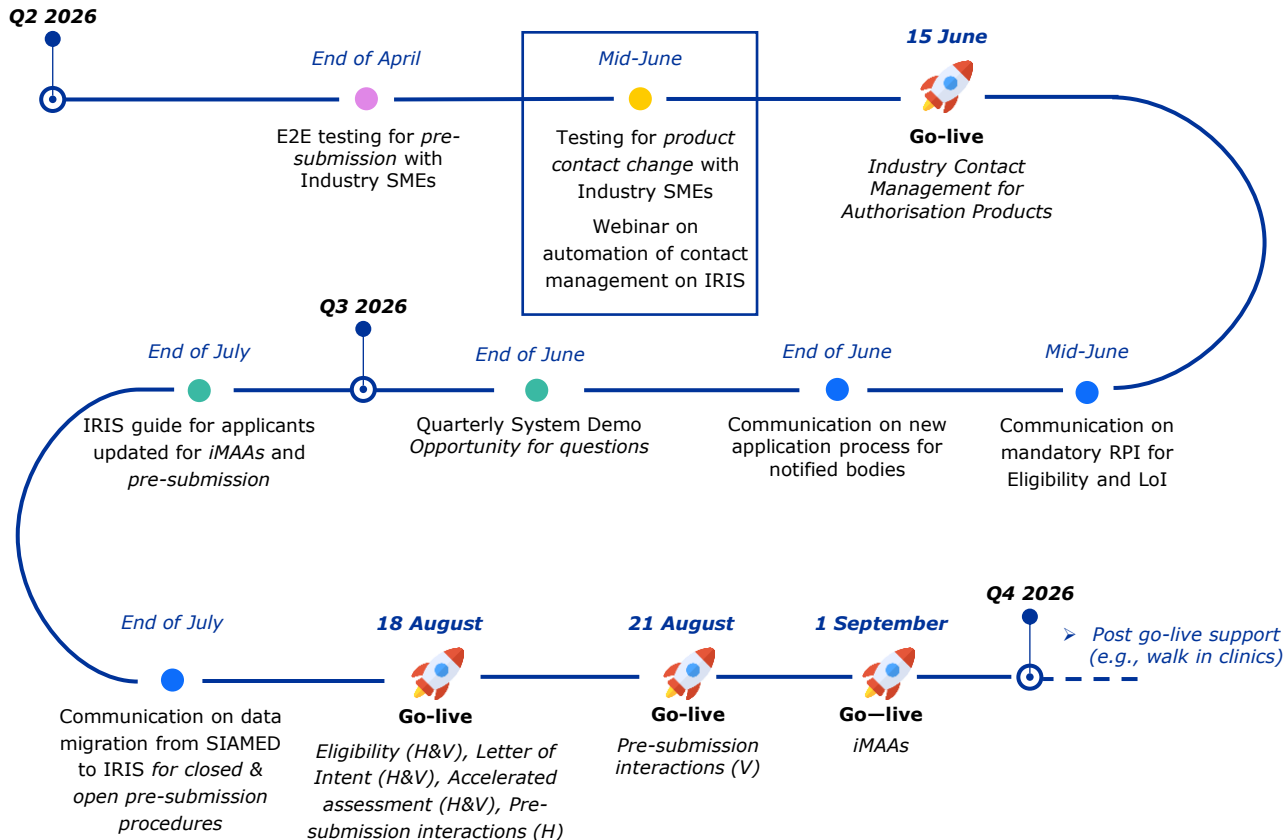 Q2 2026
End of April
E2E testing for pre-
submission with
Industry SMEs
Mid-June
Testing for product
contact change with
Industry SMEs
Webinar on
automation of contact
management on IRIS
15 June
Go-live
Industry Contact
Management for
Authorisation Products
Mid-June
Communication on
mandatory RPI for
Eligibility and LoI
End of June
Communication on new
application process for
notified bodies
End of June
Quarterly System Demo
Opportunity for questions
Q3 2026
End of July
IRIS guide for applicants
updated for iMAAs and
pre-submission
End of July
Communication on data
migration from SIAMED
to IRIS for closed &
open pre-submission
procedures
18 August
Go-live
Eligibility (H&V), Letter of
Intent (H&V), Accelerated
assessment (H&V), Pre-
submission interactions (H)
21 August
Go-live
Pre-submission
interactions (V)
1 September
Go—live
iMAAs
Q4 2026
➢ Post go-live support
(e.g., walk in clinics)